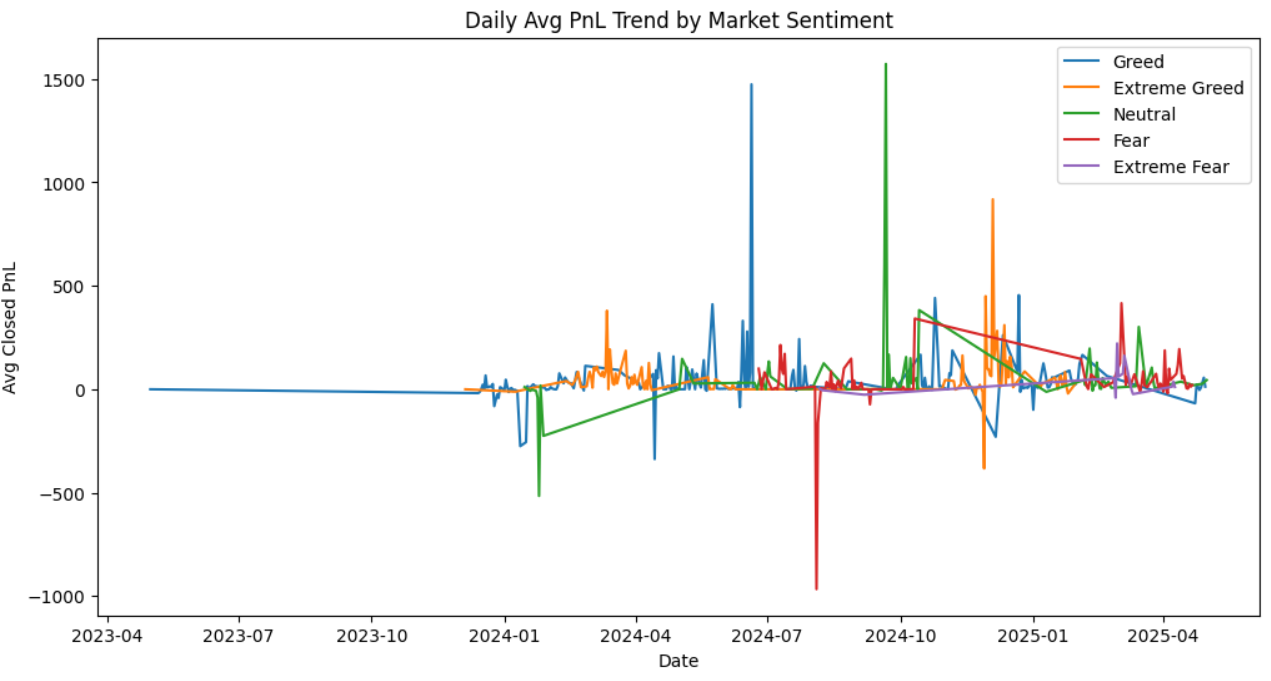 Daily Avg PnL Trend by Market Sentiment
Greed
Extreme Greed
Neutral
Fear
Extreme Fear
1500
1000
500
0
−500
−1000
Avg Closed PnL
2023-04 2023-07 2023-10 2024-01 2024-04 2024-07 2024-10 2025-01 2025-04
Date